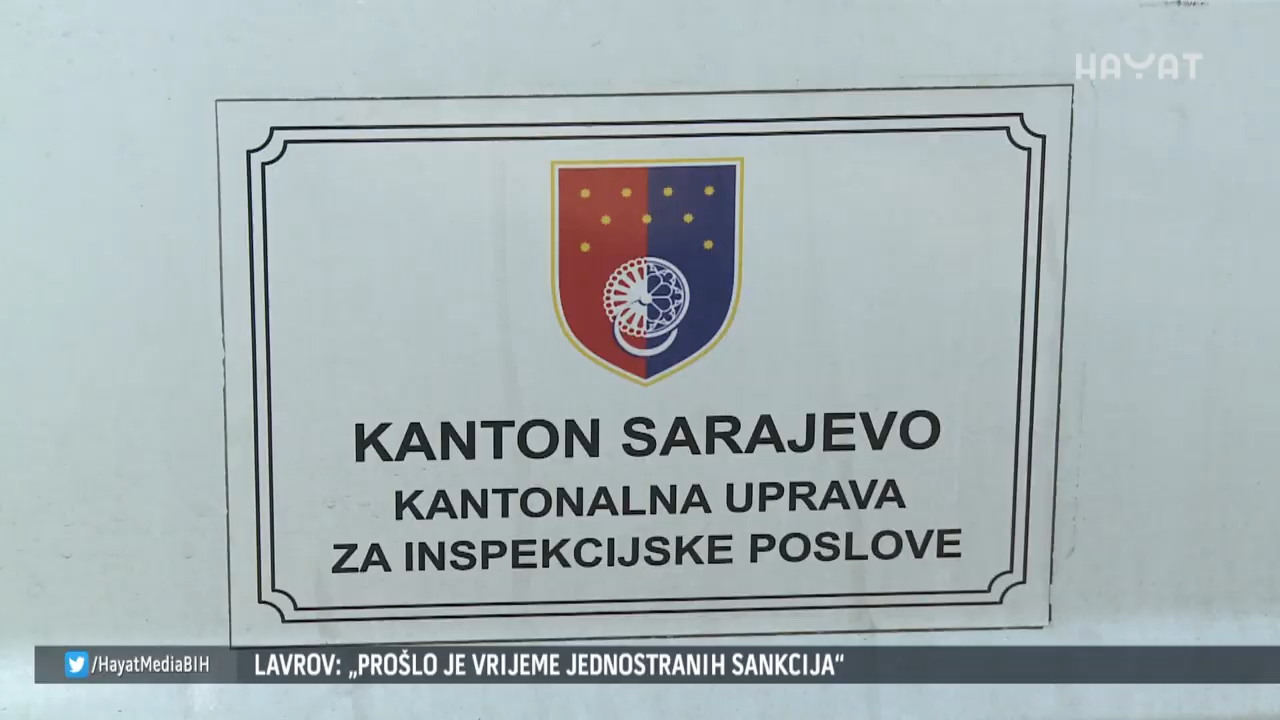 HAYAT
KANTON SARAJEVO
KANTONALNA UPRAVA
ZA INSPEKCIJSKE POSLOVE
/HayatMediaBIH
LAVROV: „PROŠLO JE VRIJEME JEDNOSTRANIH SANKCIJA“